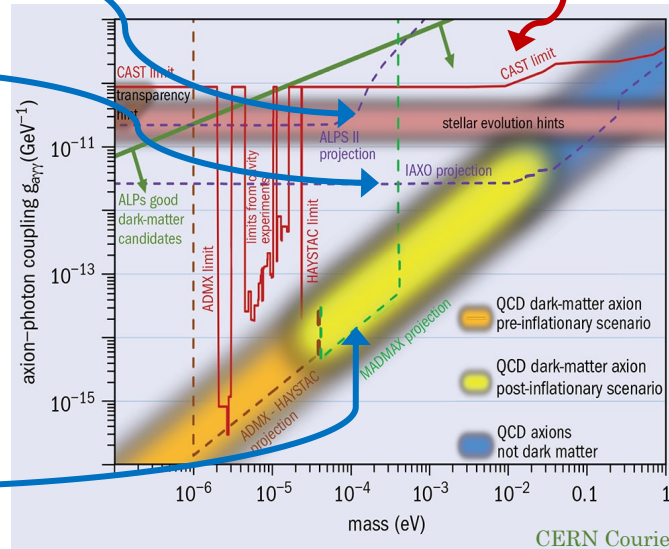 CAST limit
CAST limit
transparency
hint
stellar evolution hints
ALPS II
projection
IAXO projection
ALPs good
dark-matter
candidates
limits from cavity
experiments
ADMX limit
HAYSTAC limit
MADMAX projection
ADMX - HAYSTAC
projection
QCD dark-matter axion
pre-inflationary scenario
QCD dark-matter axion
post-inflationary scenario
QCD axions
not dark matter
axion–photon coupling gₐᵧᵧ(GeV⁻¹)
10⁻¹¹
10⁻¹³
10⁻¹⁵
10⁻⁶ 10⁻⁵ 10⁻⁴ 10⁻³ 10⁻² 0.1 1
mass (eV)
CERN Courie